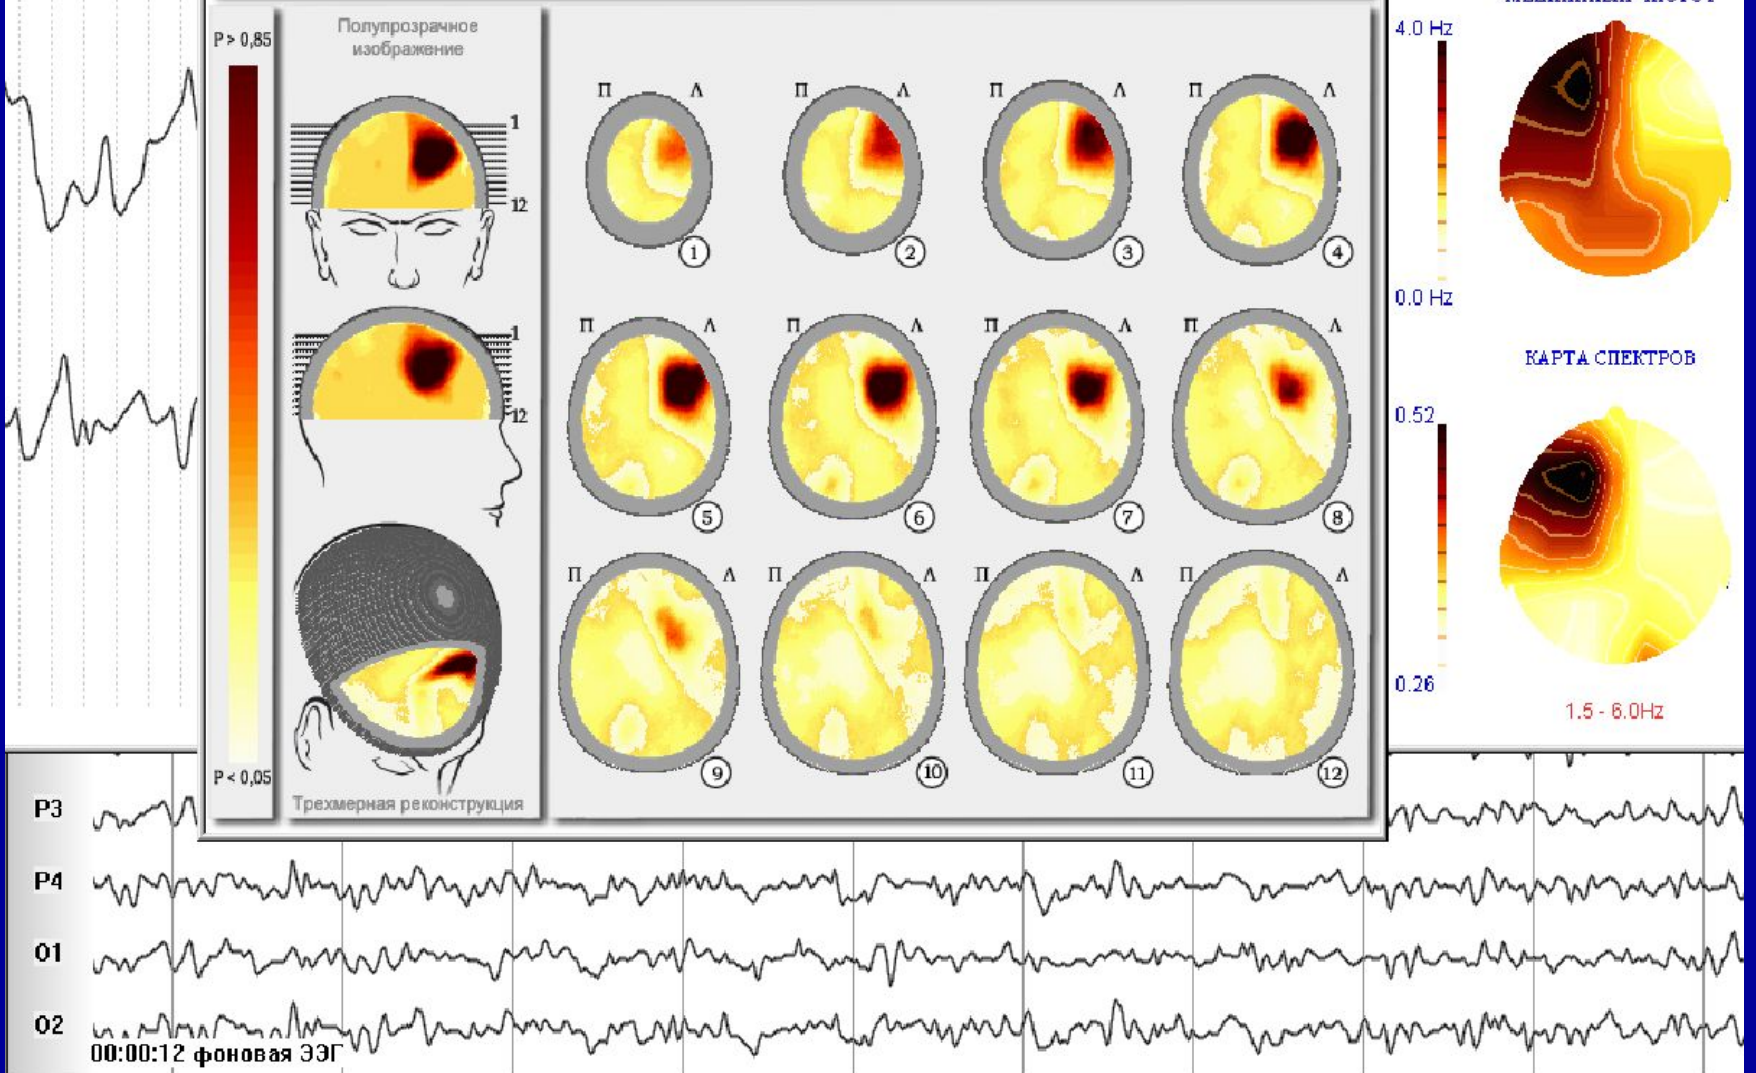 P > 0,85
P < 0,05
Полупрозрачное
изображение
1
12
1
12
Трехмерная реконструкция
П Л
1
П Л
2
П Л
3
П Л
4
П Л
5
П Л
6
П Л
7
П Л
8
П Л
9
П Л
10
П Л
11
П Л
12
4.0 Hz
0.0 Hz
КАРТА СПЕКТРОВ
0.52
0.26
1.5 - 6.0Hz
P3
P4
O1
O2
00:00:12 фоновая ЭЭГ